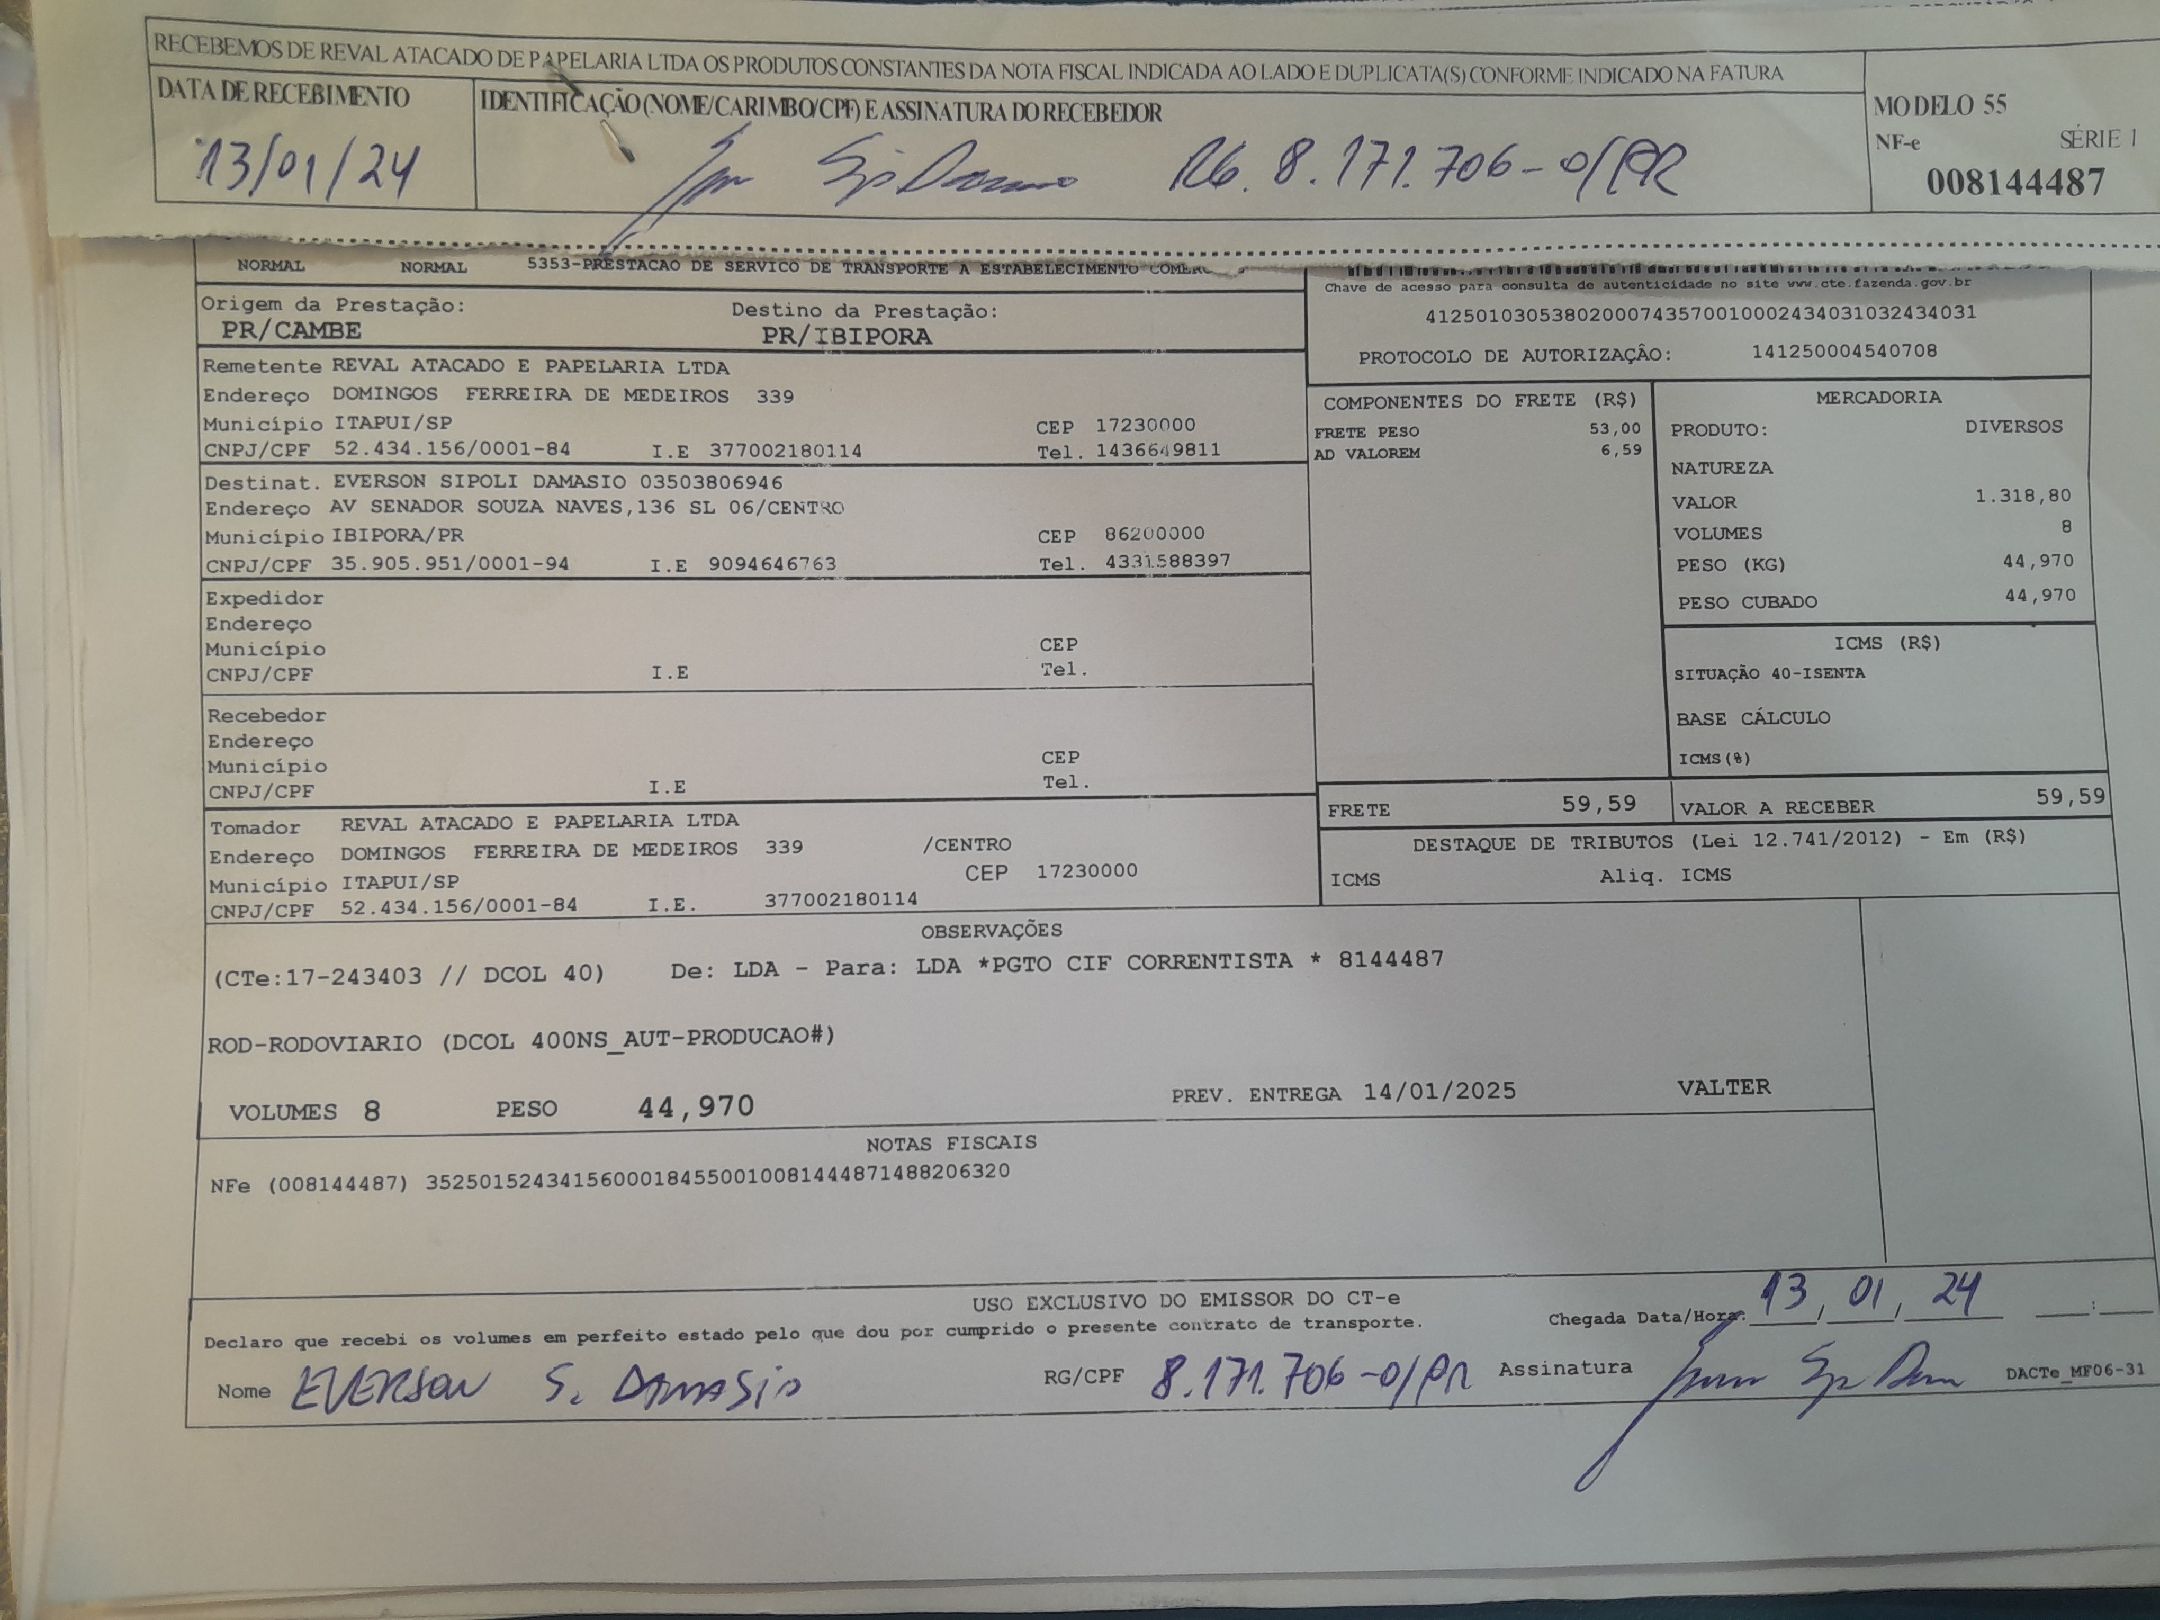 RECEBEMOS DE REVAL ATACADO DE PAPELARIA LTDA OS PRODUTOS CONSTANTES DA NOTA FISCAL INDICADA AO LADO E DUPLICATA(S) CONFORME INDICADO NA FATURA
DATA DE RECEBIMENTO
IDENTIFICAÇÃO (NOME/CARIMBO/CPF) E ASSINATURA DO RECEBEDOR
13/01/24
RG. 8.171.706-0/PR
MODELO 55
NF-e SÉRIE 1
008144487
NORMAL NORMAL 5353-PRESTACAO DE SERVICO DE TRANSPORTE A ESTABELECIMENTO
Origem da Prestação: Destino da Prestação:
PR/CAMBE PR/IBIPORA
Remetente REVAL ATACADO E PAPELARIA LTDA
Endereço DOMINGOS FERREIRA DE MEDEIROS 339
Município ITAPUI/SP CEP 17230000
CNPJ/CPF 52.434.156/0001-84 I.E 377002180114 Tel. 1436649811
Destinat. EVERSON SIPOLI DAMASIO 03503806946
Endereço AV SENADOR SOUZA NAVES,136 SL 06/CENTRO
Município IBIPORA/PR CEP 86200000
CNPJ/CPF 35.905.951/0001-94 I.E 9094646763 Tel. 4331588397
Expedidor
Endereço
Município CEP
CNPJ/CPF I.E Tel.
Recebedor
Endereço
Município CEP
CNPJ/CPF I.E Tel.
Tomador REVAL ATACADO E PAPELARIA LTDA
Endereço DOMINGOS FERREIRA DE MEDEIROS 339 /CENTRO
Município ITAPUI/SP CEP 17230000
CNPJ/CPF 52.434.156/0001-84 I.E. 377002180114
Chave de acesso para consulta de autenticidade no site www.cte.fazenda.gov.br
41250103053802000743570010002434031032434031
PROTOCOLO DE AUTORIZAÇÃO: 141250004540708
COMPONENTES DO FRETE (R$)
FRETE PESO 53,00
AD VALOREM 6,59
MERCADORIA
PRODUTO: DIVERSOS
NATUREZA
VALOR 1.318,80
VOLUMES 8
PESO (KG) 44,970
PESO CUBADO 44,970
ICMS (R$)
SITUAÇÃO 40-ISENTA
BASE CÁLCULO
ICMS(%)
FRETE 59,59 VALOR A RECEBER 59,59
DESTAQUE DE TRIBUTOS (Lei 12.741/2012) - Em (R$)
ICMS Aliq. ICMS
OBSERVAÇÕES
(CTe:17-243403 // DCOL 40) De: LDA - Para: LDA *PGTO CIF CORRENTISTA * 8144487
ROD-RODOVIARIO (DCOL 400NS_AUT-PRODUCAO#)
VOLUMES 8 PESO 44,970 PREV. ENTREGA 14/01/2025 VALTER
NOTAS FISCAIS
NFe (008144487) 35250152434156000184550010081444871488206320
USO EXCLUSIVO DO EMISSOR DO CT-e
Declaro que recebi os volumes em perfeito estado pelo que dou por cumprido o presente contrato de transporte.
Chegada Data/Hora: 13, 01, 24 :
Nome EVERSON S. DAMASIO RG/CPF 8.171.706-0/PR Assinatura
DACTe_MF06-31